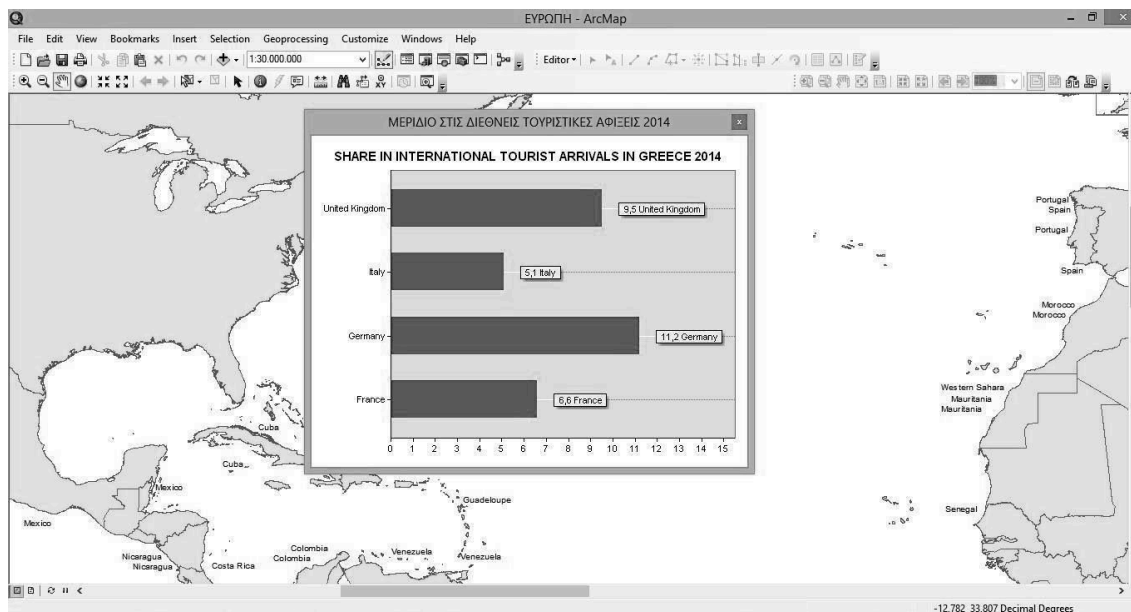 ΕΥΡΩΠΗ - ArcMap
File Edit View Bookmarks Insert Selection Geoprocessing Customize Windows Help
1:30.000.000
Editor
ΜΕΡΙΔΙΟ ΣΤΙΣ ΔΙΕΘΝΕΙΣ ΤΟΥΡΙΣΤΙΚΕΣ ΑΦΙΞΕΙΣ 2014
SHARE IN INTERNATIONAL TOURIST ARRIVALS IN GREECE 2014
United Kingdom
9,5 United Kingdom
Italy
5,1 Italy
Germany
11,2 Germany
France
6,6 France
0 1 2 3 4 5 6 7 8 9 10 11 12 13 14 15
Portugal
Spain
Portugal
Spain
Morocco
Morocco
Western Sahara
Mauritania
Mauritania
Senegal
Cuba
Cuba
Mexico
Mexico
Guadeloupe
Nicaragua
Nicaragua
Costa Rica
Colombia
Colombia
Venezuela
Venezuela
-12,782 33,807 Decimal Degrees